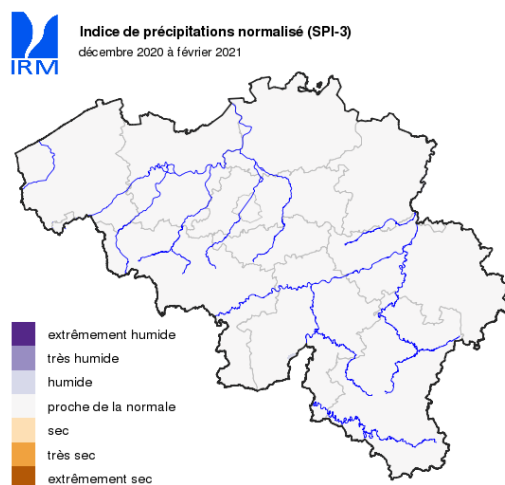 Indice de précipitations normalisé (SPI-3)
décembre 2020 à février 2021
IRM
extrêmement humide
très humide
humide
proche de la normale
sec
très sec
extrêmement sec